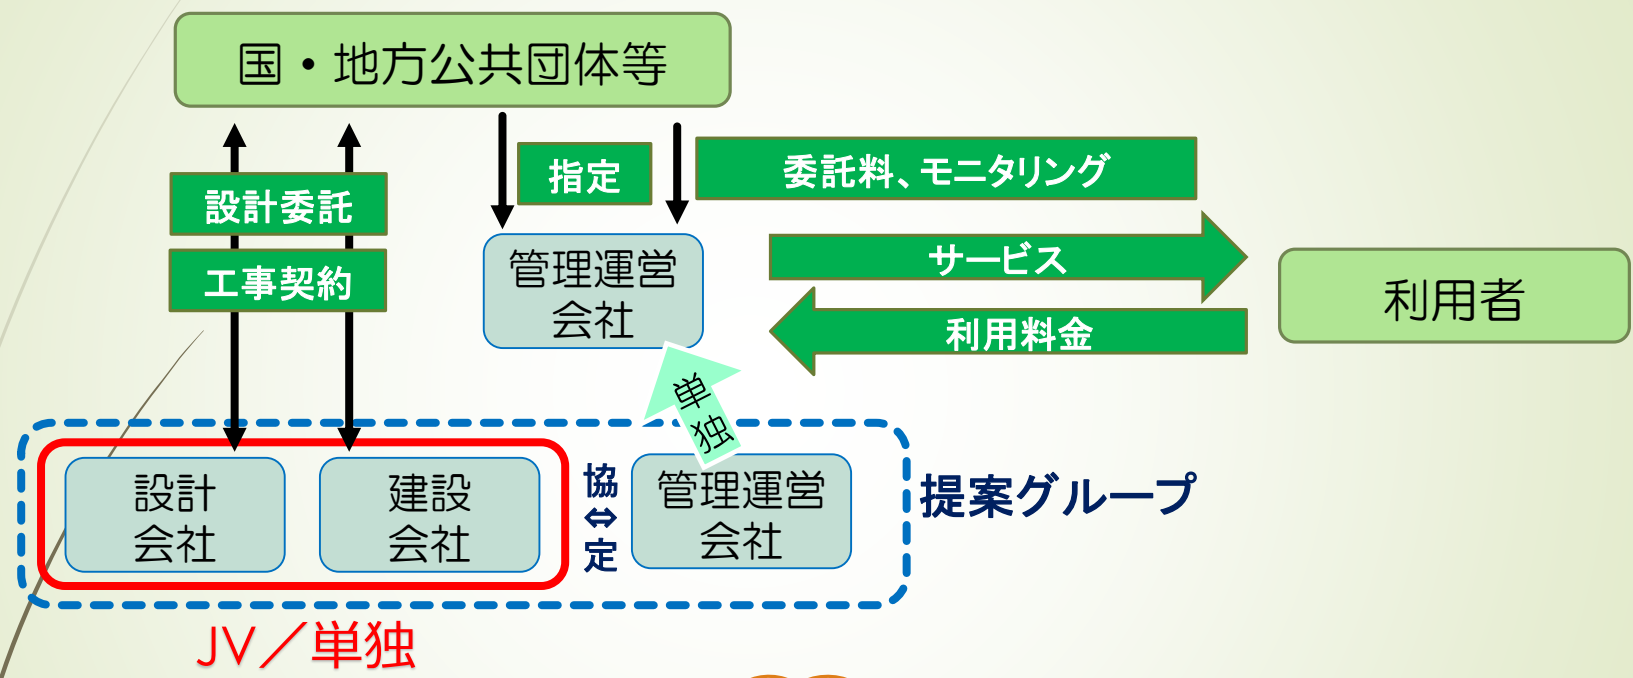 国・地方公共団体等
設計委託
工事契約
指定
委託料、モニタリング
管理運営
会社
サービス
利用料金
利用者
単独
設計
会社
建設
会社
協
⇔
定
管理運営
会社
提案グループ
JV／単独